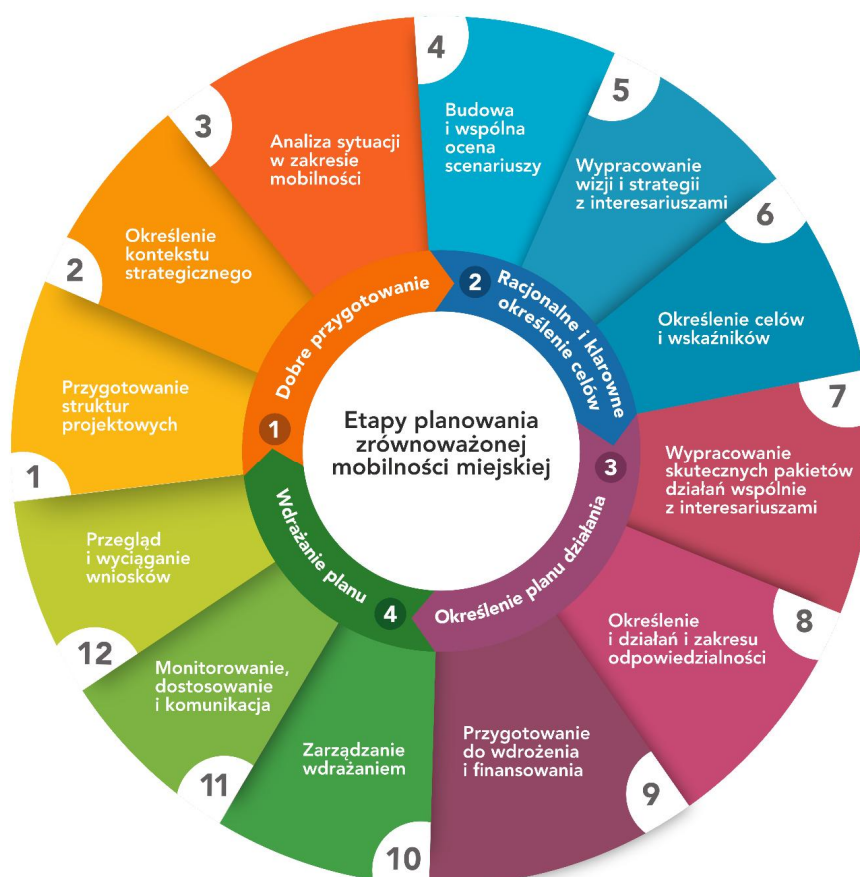 Etapy planowania
zrównoważonej
mobilności miejskiej
1
Dobre przygotowanie
2
Racjonalne i klarowne
określenie celów
3
Określenie planu działania
4
Wdrażanie planu
1
Przygotowanie
struktur
projektowych
2
Określenie
kontekstu
strategicznego
3
Analiza sytuacji
w zakresie
mobilności
4
Budowa
i wspólna
ocena
scenariuszy
5
Wypracowanie
wizji i strategii
z interesariuszami
6
Określenie celów
i wskaźników
7
Wypracowanie
skutecznych pakietów
działań wspólnie
z interesariuszami
8
Określenie
i działań i zakresu
odpowiedzialności
9
Przygotowanie
do wdrożenia
i finansowania
10
Zarządzanie
wdrażaniem
11
Monitorowanie,
dostosowanie
i komunikacja
12
Przegląd
i wyciąganie
wniosków